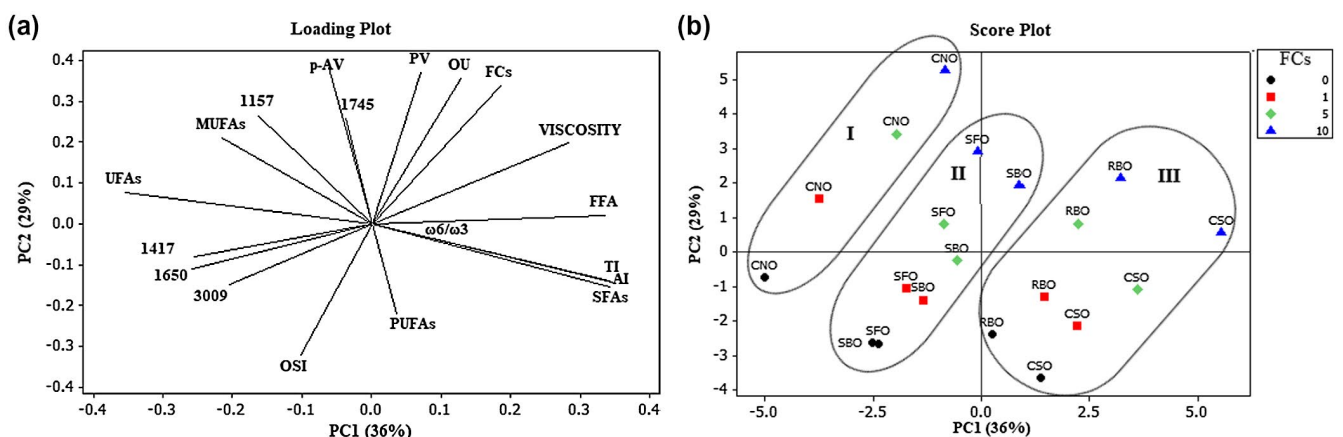 (a)
Loading Plot
0.4
0.3
0.2
0.1
0.0
-0.1
-0.2
-0.3
-0.4
PC2 (29%)
p-AV
PV
OU
FCs
1157
1745
MUFAs
VISCOSITY
UFAs
FFA
ω6/ω3
1417
1650
3009
TI
AI
SFAs
PUFAs
OSI
-0.4
-0.3
-0.2
-0.1
0.0
0.1
0.2
0.3
0.4
PC1 (36%)
(b)
Score Plot
5
4
3
2
1
0
-1
-2
-3
-4
PC2 (29%)
CNO
CNO
I
SFO
II
SBO
RBO
III
CNO
SFO
RBO
CSO
SBO
CNO
SFO
SBO
RBO
CSO
CSO
SBO
SFO
RBO
CSO
-5.0
-2.5
0.0
2.5
5.0
PC1 (36%)
FCs
0
1
5
10